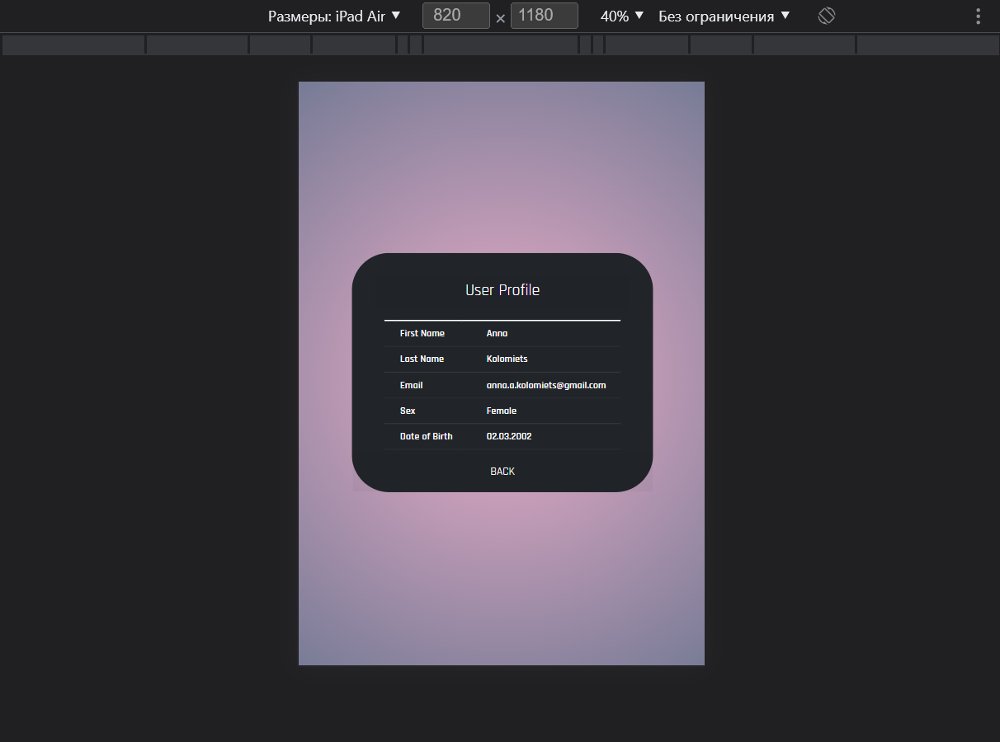 Размеры: iPad Air ▼ 820 × 1180 40% ▼ Без ограничения ▼
User Profile
First Name Anna
Last Name Kolomiets
Email anna.a.kolomiets@gmail.com
Sex Female
Date of Birth 02.03.2002
BACK